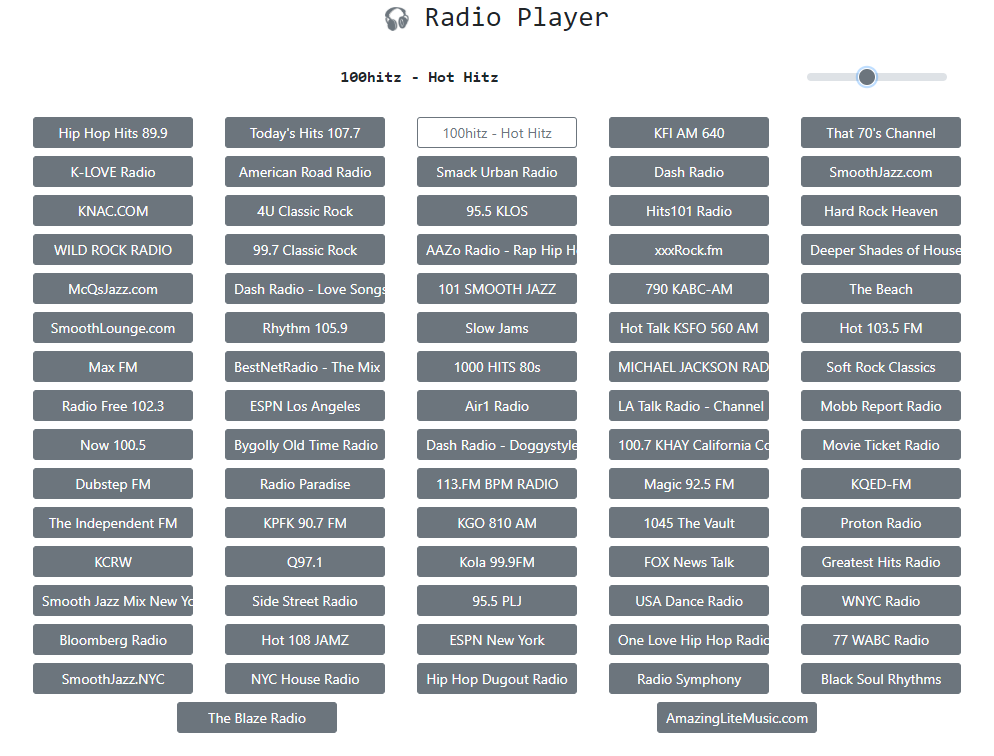 Radio Player
100hitz - Hot Hitz
Hip Hop Hits 89.9 Today's Hits 107.7 100hitz - Hot Hitz KFI AM 640 That 70's Channel
K-LOVE Radio American Road Radio Smack Urban Radio Dash Radio SmoothJazz.com
KNAC.COM 4U Classic Rock 95.5 KLOS Hits101 Radio Hard Rock Heaven
WILD ROCK RADIO 99.7 Classic Rock AAZo Radio - Rap Hip H xxxRock.fm Deeper Shades of House
McQsJazz.com Dash Radio - Love Songs 101 SMOOTH JAZZ 790 KABC-AM The Beach
SmoothLounge.com Rhythm 105.9 Slow Jams Hot Talk KSFO 560 AM Hot 103.5 FM
Max FM BestNetRadio - The Mix 1000 HITS 80s MICHAEL JACKSON RAD Soft Rock Classics
Radio Free 102.3 ESPN Los Angeles Air1 Radio LA Talk Radio - Channel Mobb Report Radio
Now 100.5 Bygolly Old Time Radio Dash Radio - Doggystyle 100.7 KHAY California Co Movie Ticket Radio
Dubstep FM Radio Paradise 113.FM BPM RADIO Magic 92.5 FM KQED-FM
The Independent FM KPFK 90.7 FM KGO 810 AM 1045 The Vault Proton Radio
KCRW Q97.1 Kola 99.9FM FOX News Talk Greatest Hits Radio
Smooth Jazz Mix New Yo Side Street Radio 95.5 PLJ USA Dance Radio WNYC Radio
Bloomberg Radio Hot 108 JAMZ ESPN New York One Love Hip Hop Radio 77 WABC Radio
SmoothJazz.NYC NYC House Radio Hip Hop Dugout Radio Radio Symphony Black Soul Rhythms
The Blaze Radio AmazingLiteMusic.com